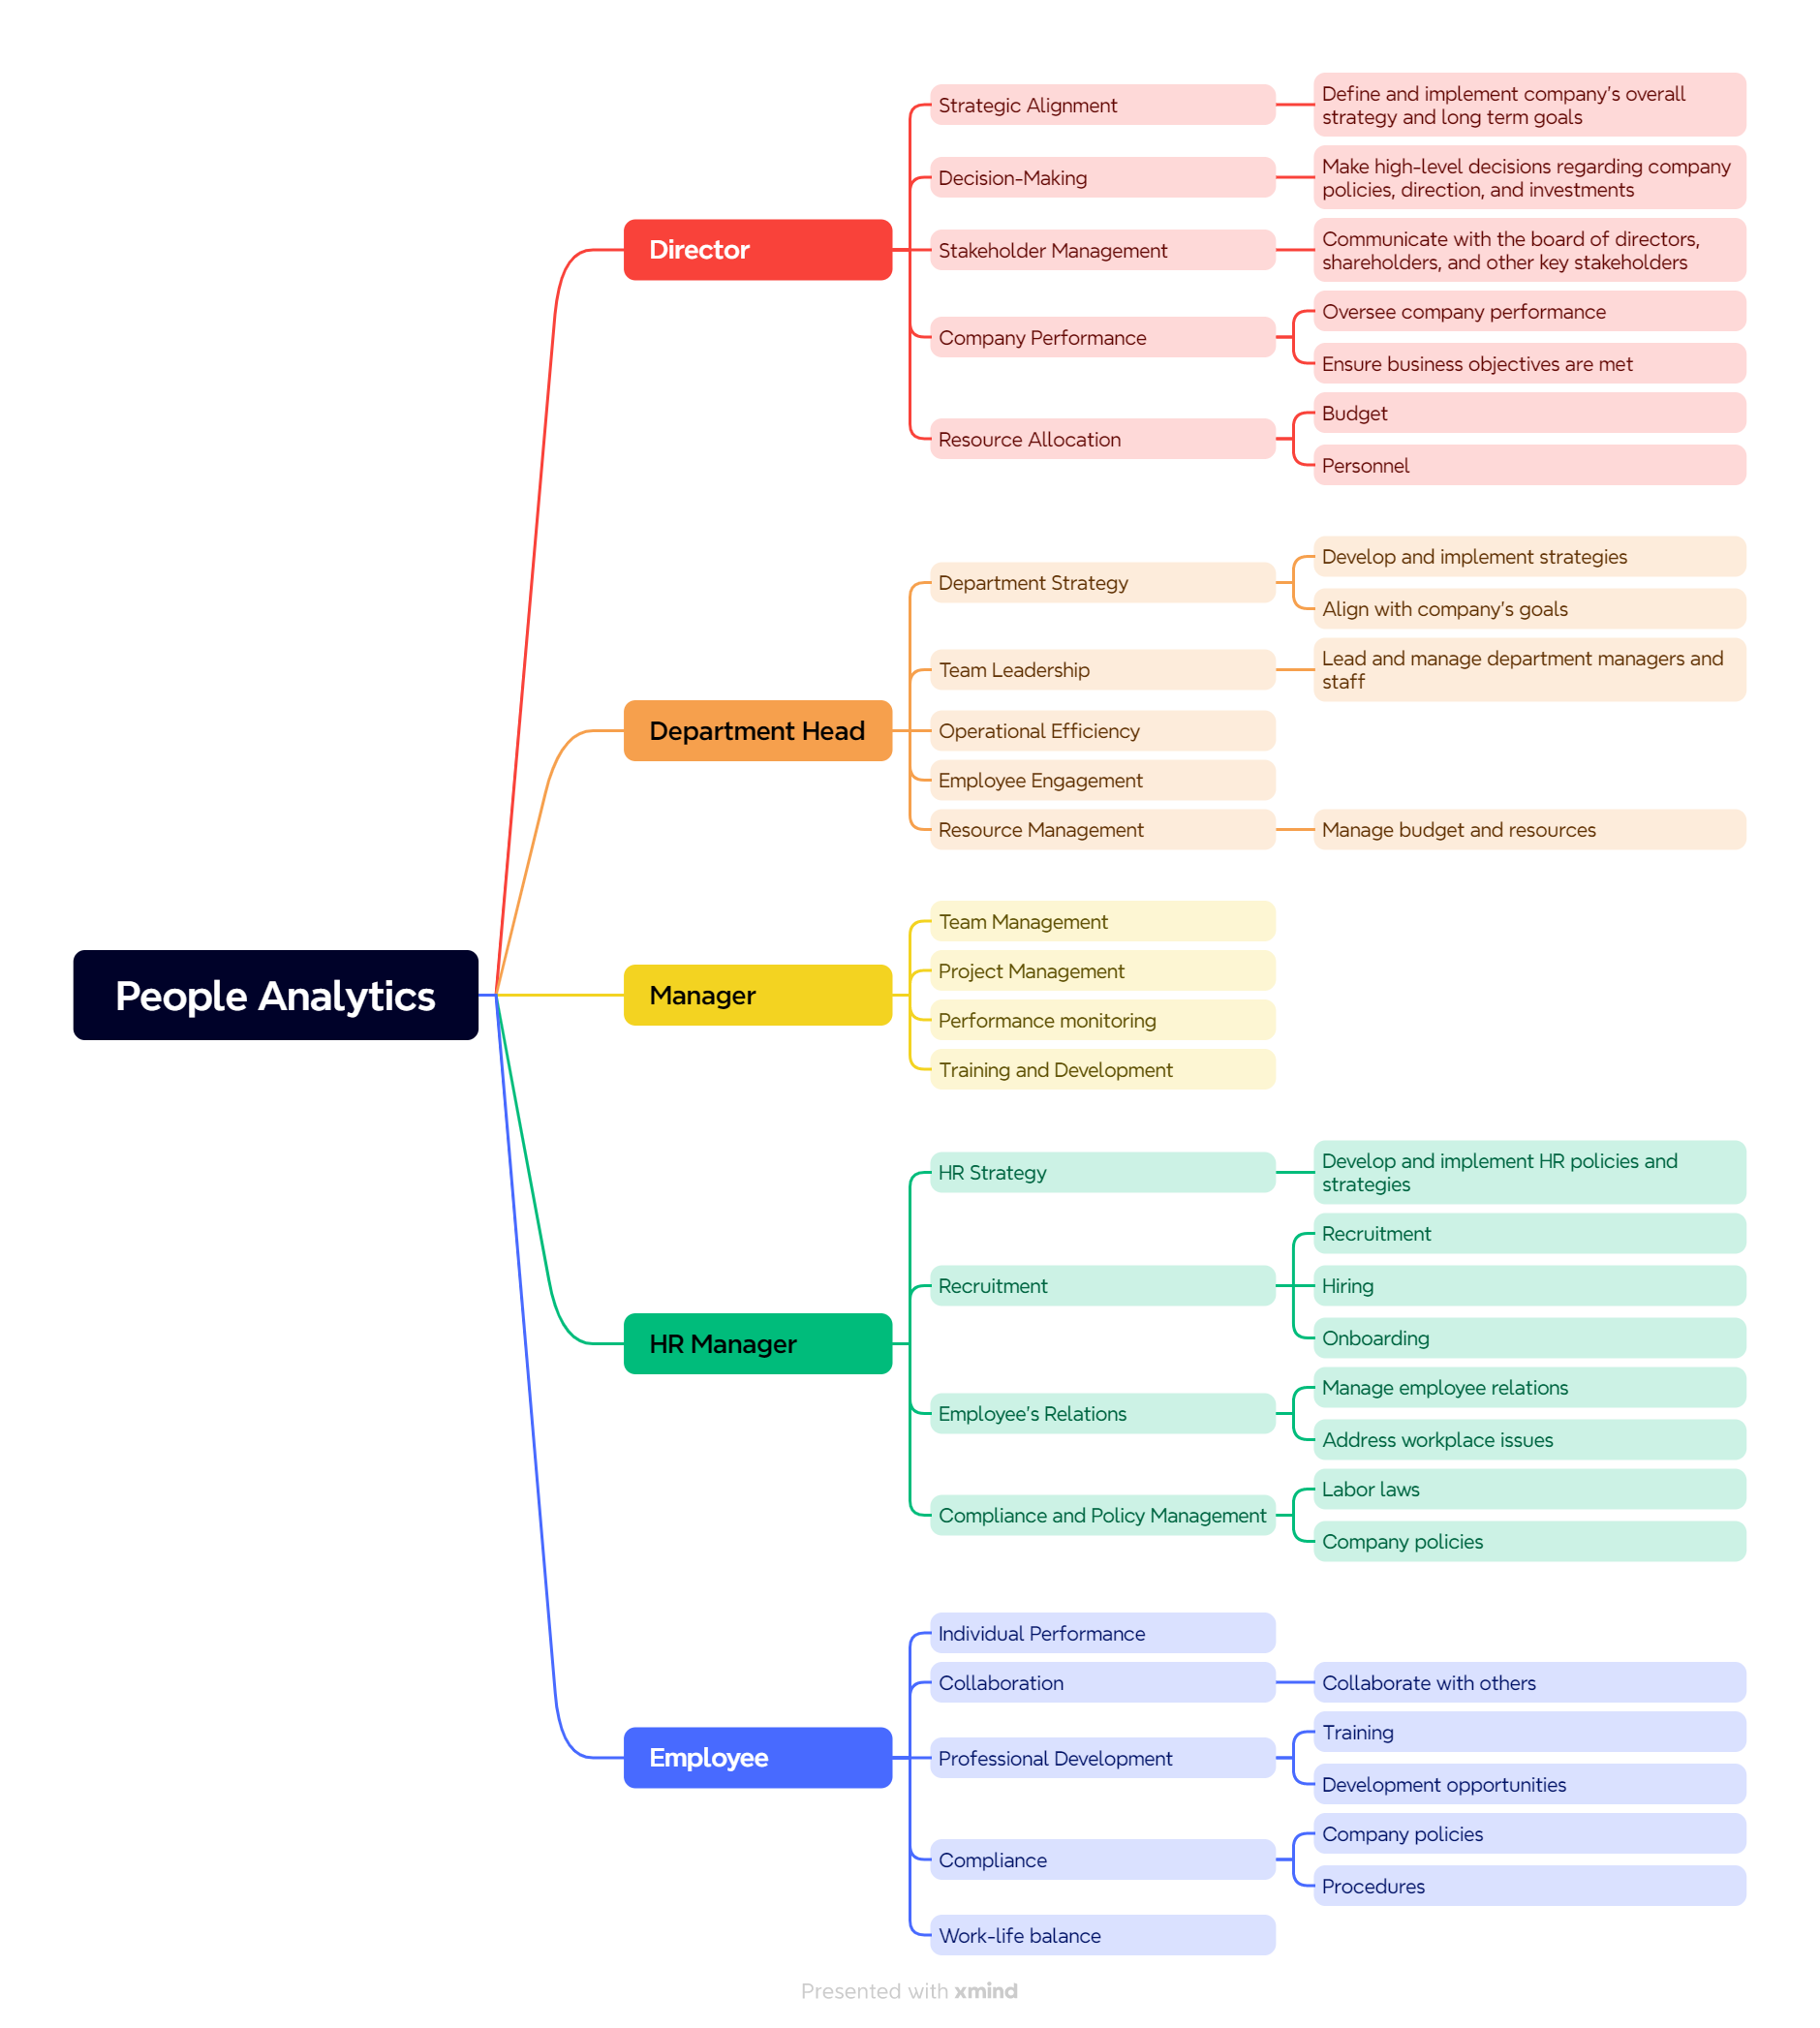 People Analytics
Director
Strategic Alignment
Define and implement company's overall
strategy and long term goals
Decision-Making
Make high-level decisions regarding company
policies, direction, and investments
Stakeholder Management
Communicate with the board of directors,
shareholders, and other key stakeholders
Company Performance
Oversee company performance
Ensure business objectives are met
Resource Allocation
Budget
Personnel
Department Head
Department Strategy
Develop and implement strategies
Align with company's goals
Team Leadership
Lead and manage department managers and
staff
Operational Efficiency
Employee Engagement
Resource Management
Manage budget and resources
Manager
Team Management
Project Management
Performance monitoring
Training and Development
HR Manager
HR Strategy
Develop and implement HR policies and
strategies
Recruitment
Recruitment
Hiring
Onboarding
Employee's Relations
Manage employee relations
Address workplace issues
Compliance and Policy Management
Labor laws
Company policies
Employee
Individual Performance
Collaboration
Collaborate with others
Professional Development
Training
Development opportunities
Compliance
Company policies
Procedures
Work-life balance
Presented with xmind